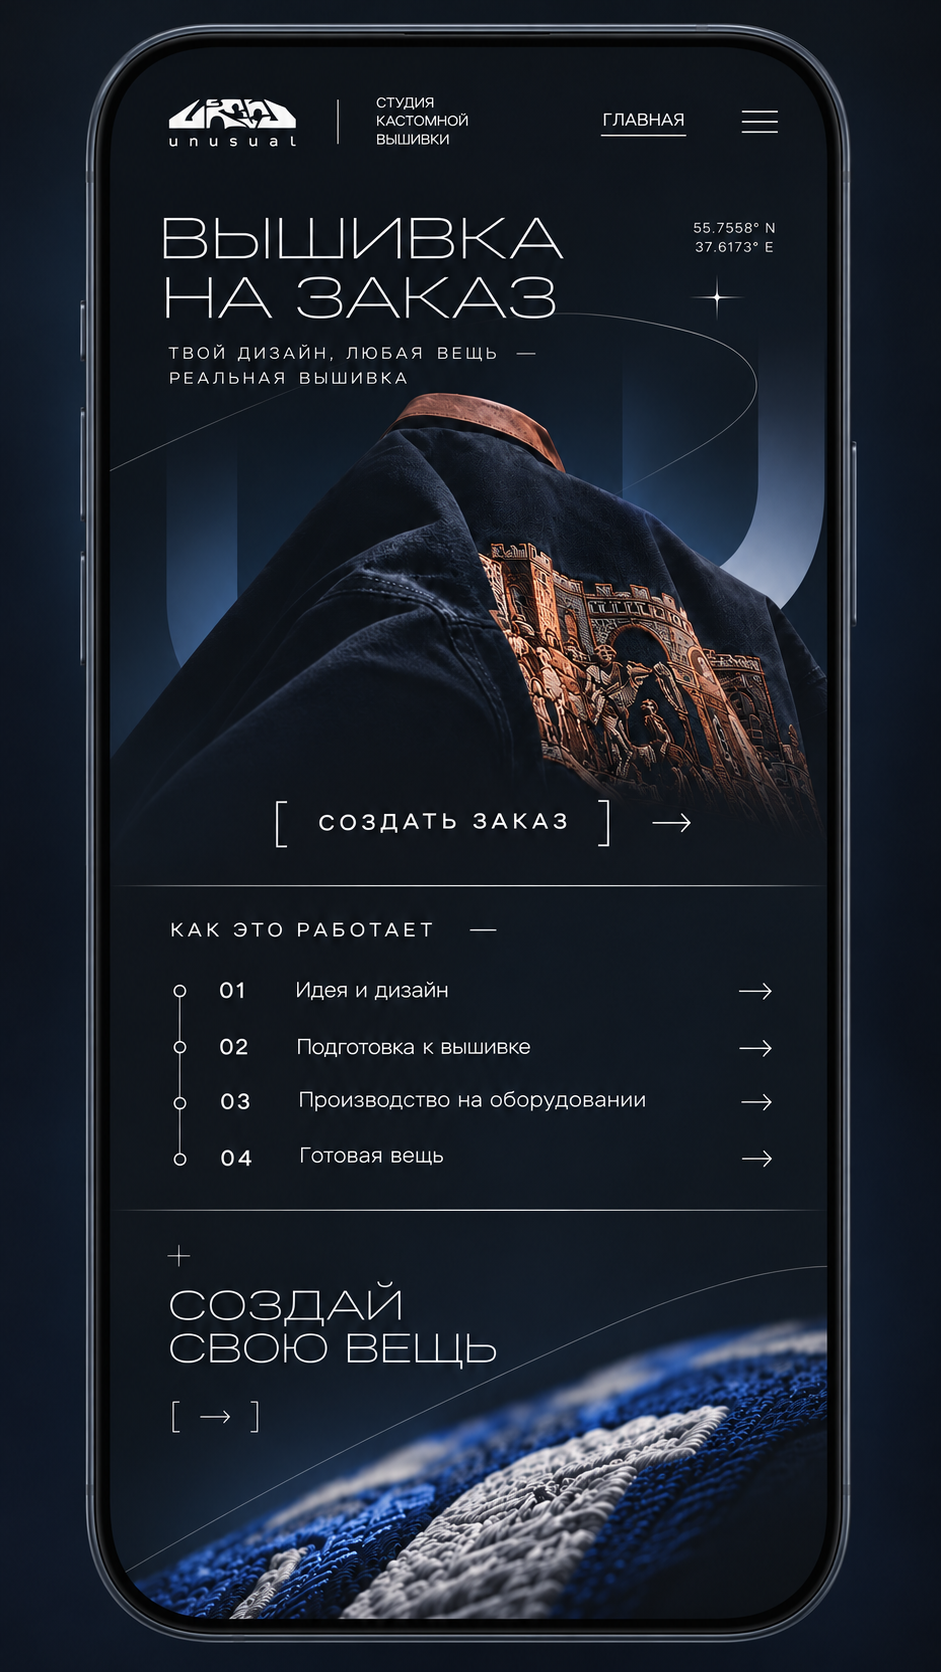 unusual
СТУДИЯ
КАСТОМНОЙ
ВЫШИВКИ
ГЛАВНАЯ
ВЫШИВКА
НА ЗАКАЗ
55.7558° N
37.6173° E
ТВОЙ ДИЗАЙН, ЛЮБАЯ ВЕЩЬ —
РЕАЛЬНАЯ ВЫШИВКА
[ СОЗДАТЬ ЗАКАЗ ] →
КАК ЭТО РАБОТАЕТ —
01 Идея и дизайн →
02 Подготовка к вышивке →
03 Производство на оборудовании →
04 Готовая вещь →
СОЗДАЙ
СВОЮ ВЕЩЬ
[ → ]